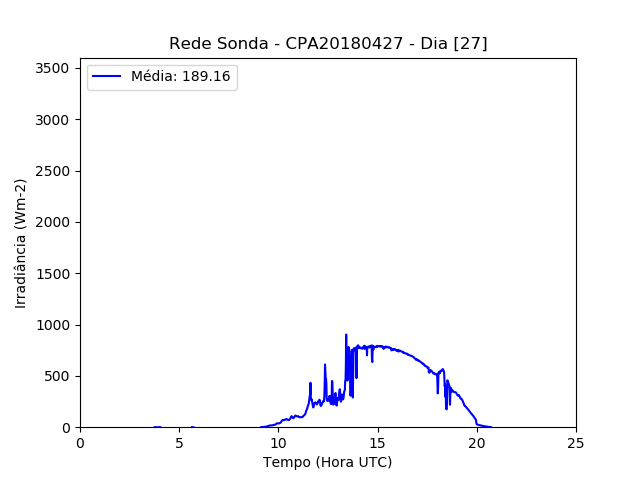 Rede Sonda - CPA20180427 - Dia [27]
Média: 189.16
Irradiância (Wm-2)
3500
3000
2500
2000
1500
1000
500
0
0 5 10 15 20 25
Tempo (Hora UTC)